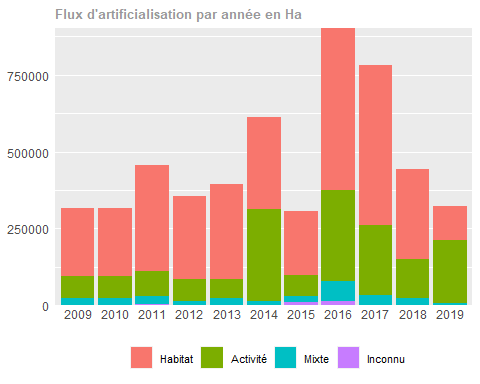 Flux d'artificialisation par année en Ha
750000
500000
250000
0
2009 2010 2011 2012 2013 2014 2015 2016 2017 2018 2019
Habitat Activité Mixte Inconnu